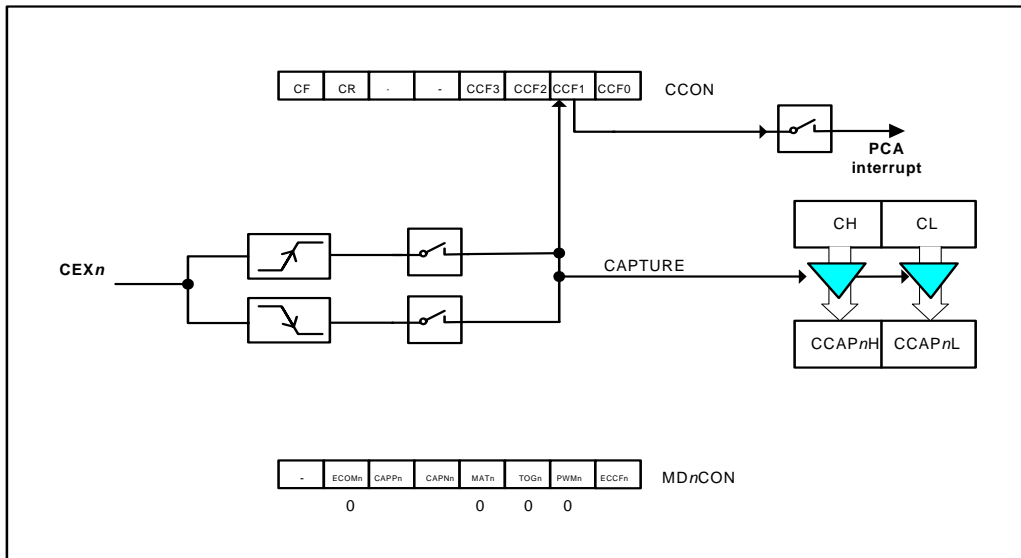 CF CR - - CCF3 CCF2 CCF1 CCF0 CCON
PCA
interrupt
CH CL
CEXn
CAPTURE
CCAPnH CCAPnL
- ECOMn CAPPn CAPNn MATn TOGn PWMn ECCFn MDnCON
0 0 0 0